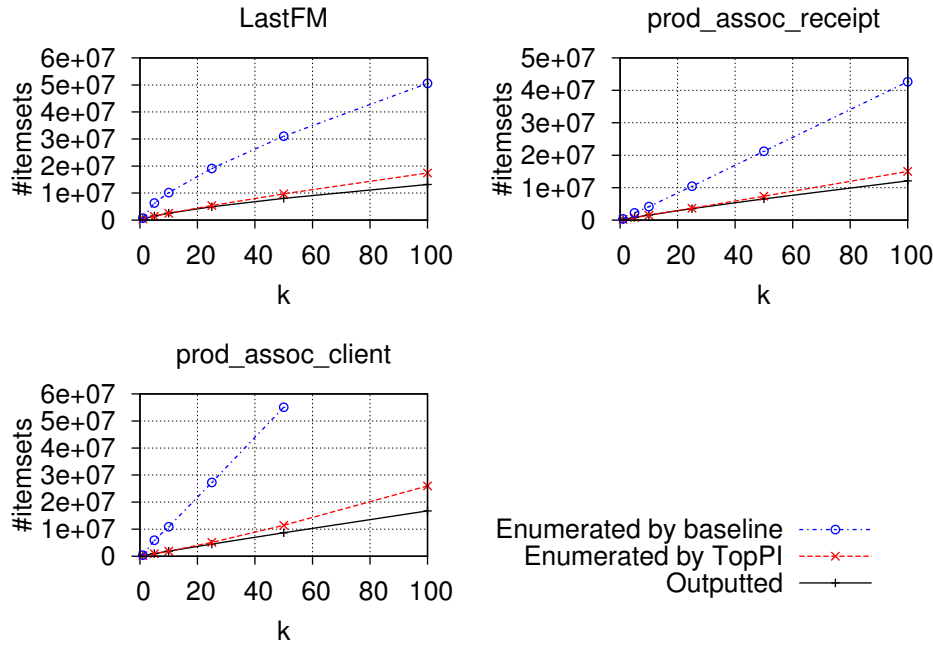 LastFM
6e+07
5e+07
4e+07
3e+07
2e+07
1e+07
0
#itemsets
0 20 40 60 80 100
k
prod_assoc_receipt
5e+07
4e+07
3e+07
2e+07
1e+07
0
#itemsets
0 20 40 60 80 100
k
prod_assoc_client
6e+07
5e+07
4e+07
3e+07
2e+07
1e+07
0
#itemsets
0 20 40 60 80 100
k
Enumerated by baseline
Enumerated by TopPI
Outputted